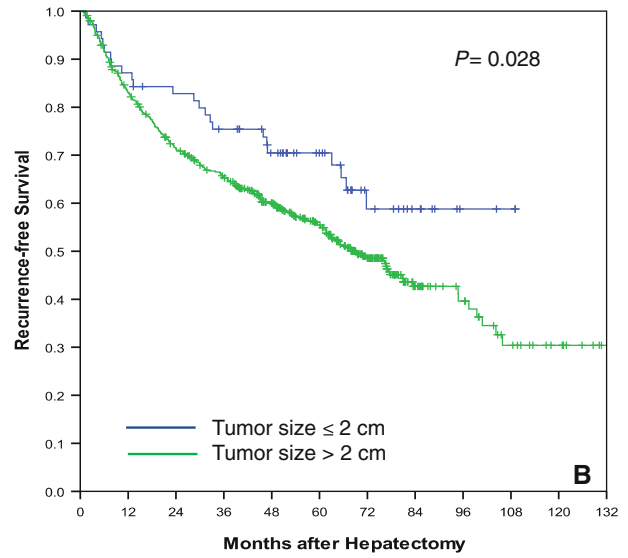 1.0
0.9
0.8
0.7
0.6
0.5
0.4
0.3
0.2
0.1
0.0
Recurrence-free Survival
P= 0.028
Tumor size ≤ 2 cm
Tumor size > 2 cm
B
0 12 24 36 48 60 72 84 96 108 120 132
Months after Hepatectomy